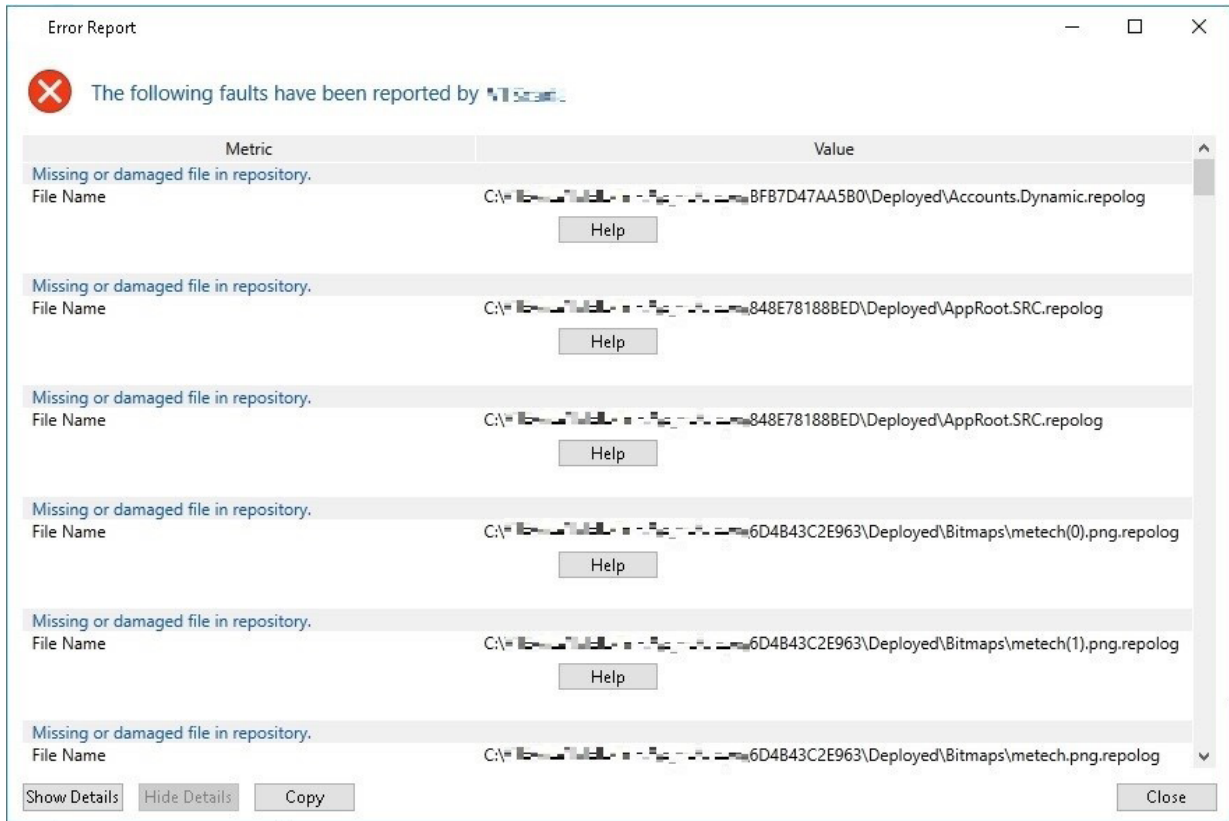 Error Report
The following faults have been reported by
Metric Value
Missing or damaged file in repository.
File Name C:\ BFB7D47AA5B0\Deployed\Accounts.Dynamic.repolog
Help
Missing or damaged file in repository.
File Name C:\ 848E78188BED\Deployed\AppRoot.SRC.repolog
Help
Missing or damaged file in repository.
File Name C:\ 848E78188BED\Deployed\AppRoot.SRC.repolog
Help
Missing or damaged file in repository.
File Name C:\ 6D4B43C2E963\Deployed\Bitmaps\metech(0).png.repolog
Help
Missing or damaged file in repository.
File Name C:\ 6D4B43C2E963\Deployed\Bitmaps\metech(1).png.repolog
Help
Missing or damaged file in repository.
File Name C:\ 6D4B43C2E963\Deployed\Bitmaps\metech.png.repolog
Show Details Hide Details Copy Close